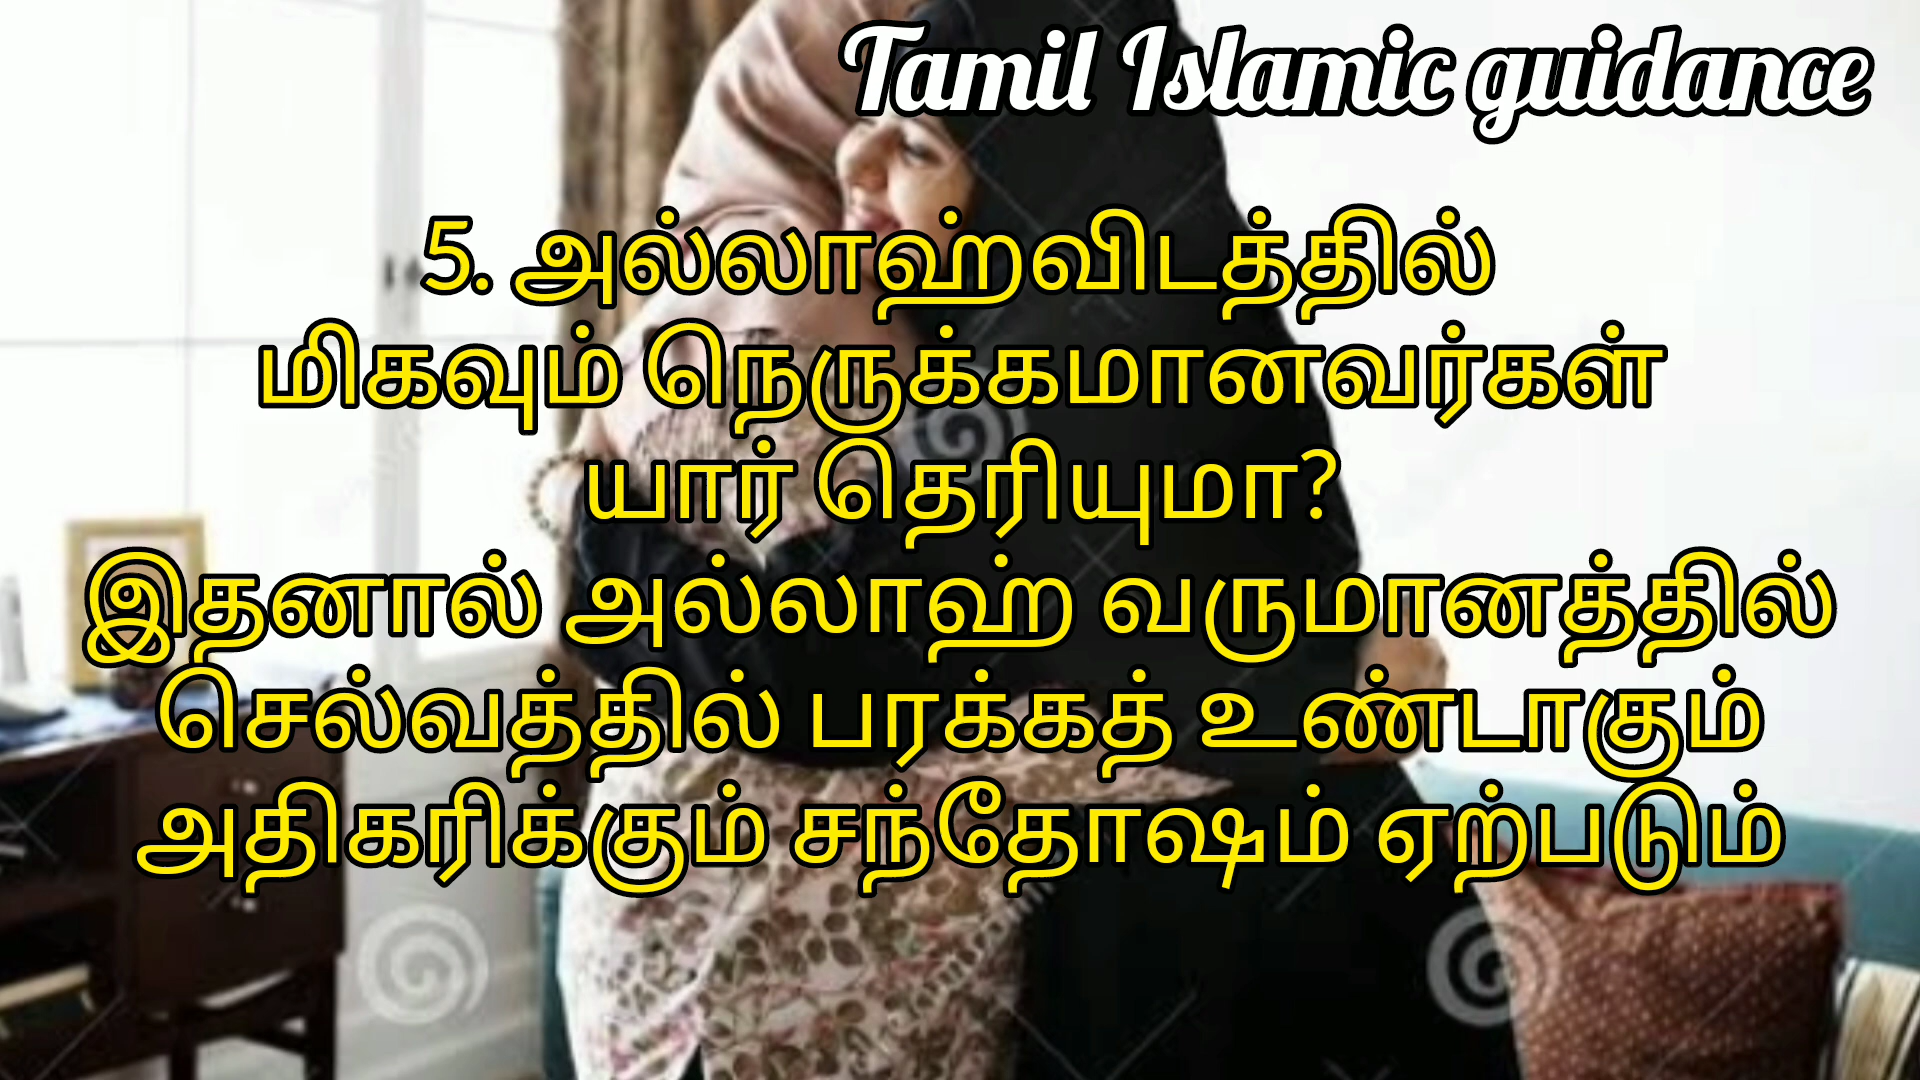 Tamil Islamic guidance
5. அல்லாஹ்விடத்தில்
மிகவும் நெருக்கமானவர்கள்
யார் தெரியுமா?
இதனால் அல்லாஹ் வருமானத்தில்
செல்வத்தில் பரக்கத் உண்டாகும்
அதிகரிக்கும் சந்தோஷம் ஏற்படும்